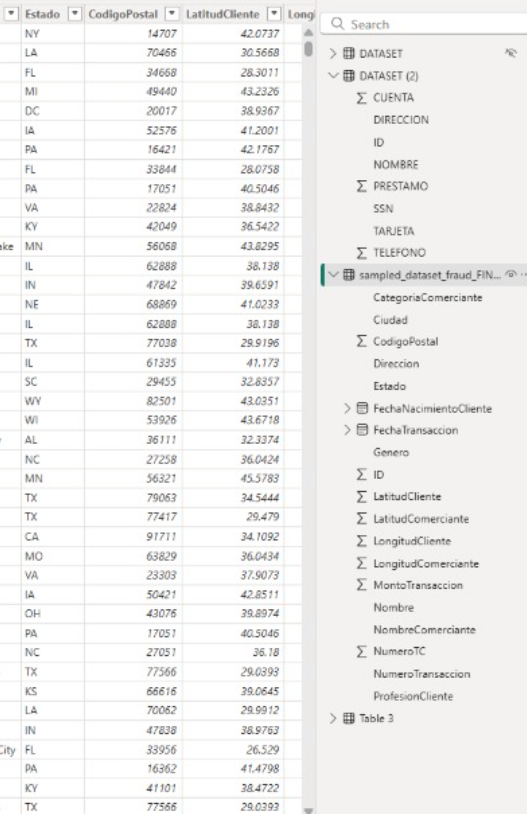 Estado CodigoPostal LatitudCliente Longi
NY 14707 42.0737
LA 70466 30.5668
FL 34668 28.3011
MI 49440 43.2326
DC 20017 38.9367
IA 52576 41.2001
PA 16421 42.1767
FL 33844 28.0758
PA 17051 40.5046
VA 22824 38.8432
KY 42049 36.5422
ake MN 56068 43.8295
IL 62888 38.138
IN 47842 39.6591
NE 68869 41.0233
IL 62888 38.138
TX 77038 29.9196
IL 61335 41.173
SC 29455 32.8357
WY 82501 43.0351
WI 53926 43.6718
AL 36111 32.3374
NC 27258 36.0424
MN 56321 45.5783
TX 79063 34.5444
TX 77417 29.479
CA 91711 34.1092
MO 63829 36.0434
VA 23303 37.9073
IA 50421 42.8511
OH 43076 39.8974
PA 17051 40.5046
NC 27051 36.18
TX 77566 29.0393
KS 66616 39.0645
LA 70062 29.9912
IN 47838 38.9763
City FL 33956 26.529
PA 16362 41.4798
KY 41101 38.4722
TX 77566 29.0393
Search
DATASET
DATASET (2)
∑ CUENTA
DIRECCION
ID
NOMBRE
∑ PRESTAMO
SSN
TARJETA
∑ TELEFONO
sampled_dataset_fraud_FIN...
CategoriaComerciante
Ciudad
∑ CodigoPostal
Direccion
Estado
FechaNacimientoCliente
FechaTransaccion
Genero
∑ ID
∑ LatitudCliente
∑ LatitudComerciante
∑ LongitudCliente
∑ LongitudComerciante
∑ MontoTransaccion
Nombre
NombreComerciante
∑ NumeroTC
NumeroTransaccion
ProfesionCliente
Table 3